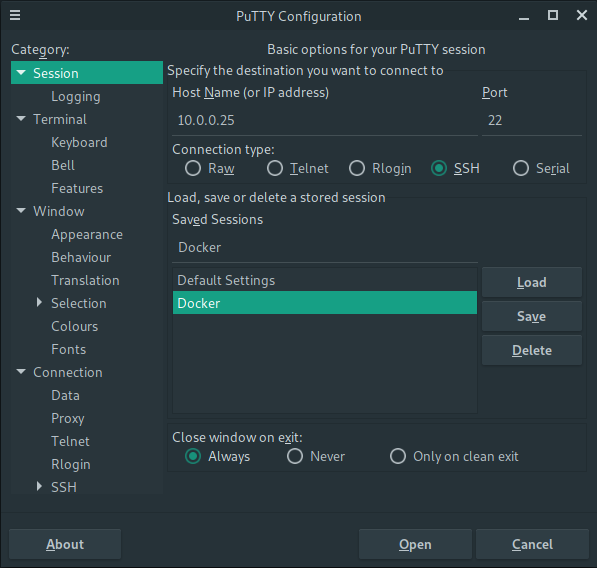 PuTTY Configuration
Category:
Session
Logging
Terminal
Keyboard
Bell
Features
Window
Appearance
Behaviour
Translation
Selection
Colours
Fonts
Connection
Data
Proxy
Telnet
Rlogin
SSH
Basic options for your PuTTY session
Specify the destination you want to connect to
Host Name (or IP address) Port
10.0.0.25 22
Connection type:
Raw Telnet Rlogin SSH Serial
Load, save or delete a stored session
Saved Sessions
Docker
Default Settings
Docker
Load
Save
Delete
Close window on exit:
Always Never Only on clean exit
About Open Cancel